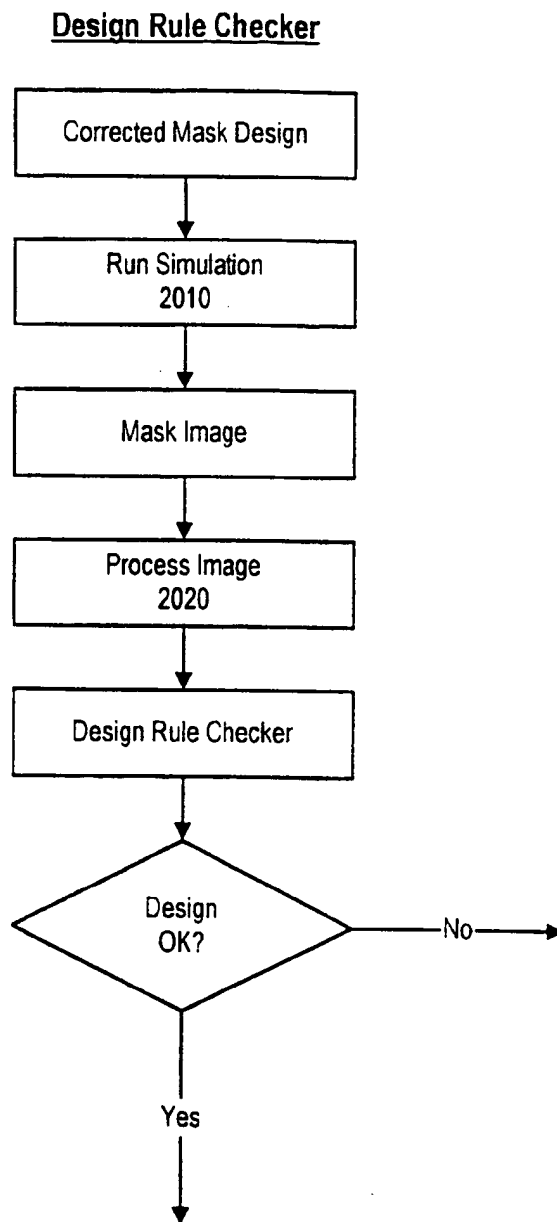 Design Rule Checker
Corrected Mask Design
Run Simulation
2010
Mask Image
Process Image
2020
Design Rule Checker
Design
OK?
No
Yes